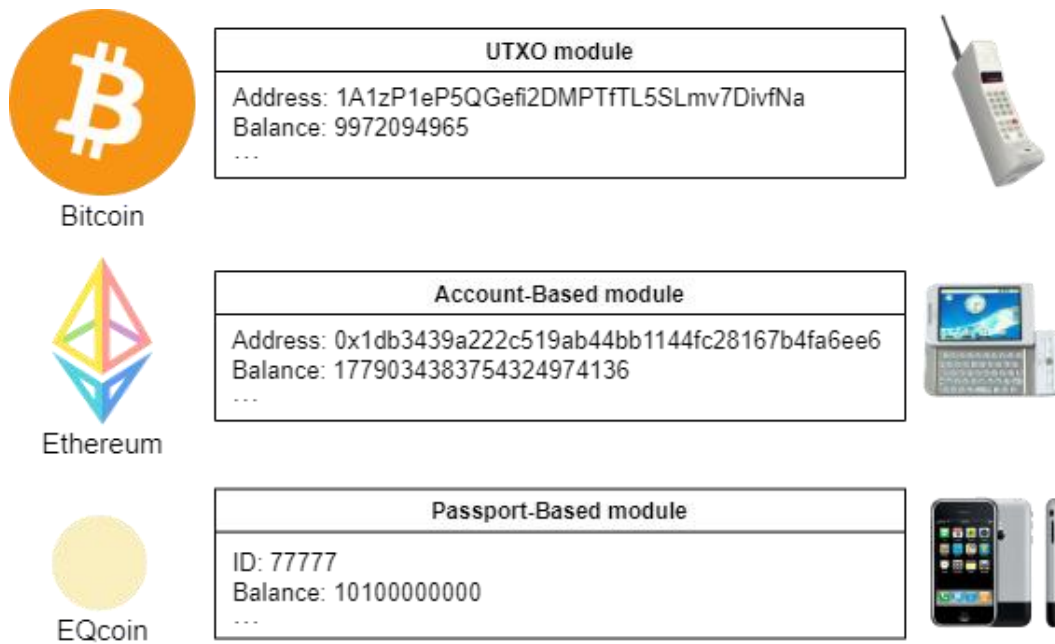 UTXO module
Address: 1A1zP1eP5QGefi2DMPTfTL5SLmv7DivfNa
Balance: 9972094965
...
Bitcoin
Account-Based module
Address: 0x1db3439a222c519ab44bb1144fc28167b4fa6ee6
Balance: 1779034383754324974136
...
Ethereum
Passport-Based module
ID: 77777
Balance: 10100000000
...
EQcoin